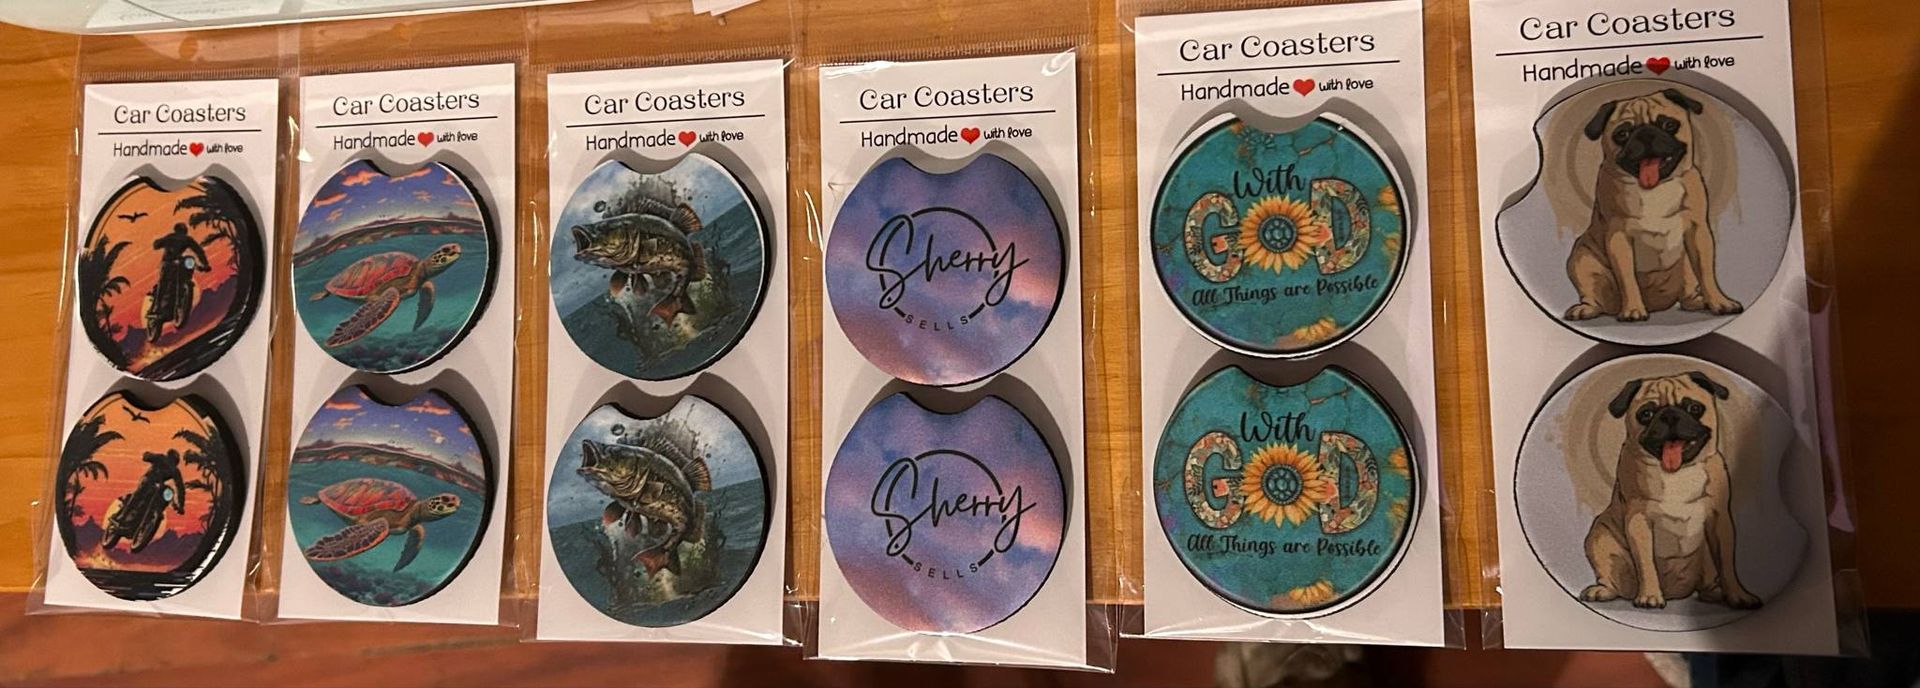 Car Coasters
Handmade with love
Car Coasters
Handmade with love
Car Coasters
Handmade with love
Car Coasters
Handmade with love
Sherry
SELLS
Sherry
SELLS
Car Coasters
Handmade with love
With
GOD
All Things are Possible
With
GOD
All Things are Possible
Car Coasters
Handmade with love